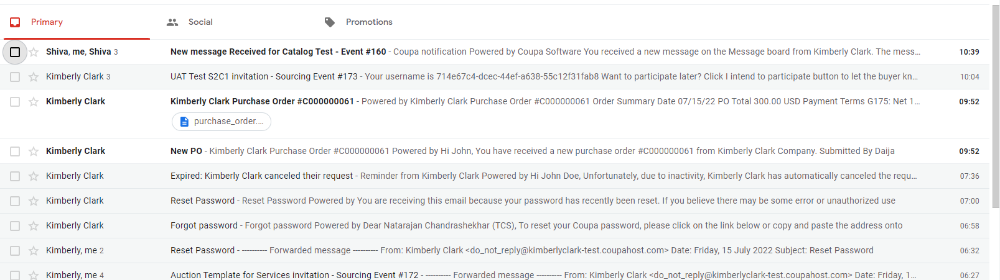 Primary Social Promotions
Shiva, me, Shiva 3 New message Received for Catalog Test - Event #160 - Coupa notification Powered by Coupa Software You received a new message on the Message board from Kimberly Clark. The mess... 10:39
Kimberly Clark 3 UAT Test S2C1 invitation - Sourcing Event #173 - Your username is 714e67c4-dcec-44ef-a638-55c12f31fab8 Want to participate later? Click I intend to participate button to let the buyer kn... 10:04
Kimberly Clark Kimberly Clark Purchase Order #C000000061 - Powered by Kimberly Clark Purchase Order #C000000061 Order Summary Date 07/15/22 PO Total 300.00 USD Payment Terms G175: Net 1... 09:52
purchase_order....
Kimberly Clark New PO - Kimberly Clark Purchase Order #C000000061 Powered by Hi John, You have received a new purchase order #C000000061 from Kimberly Clark Company. Submitted By Daija 09:52
Kimberly Clark Expired: Kimberly Clark canceled their request - Reminder from Kimberly Clark Powered by Hi John Doe, Unfortunately, due to inactivity, Kimberly Clark has automatically canceled the requ... 07:36
Kimberly Clark Reset Password - Reset Password Powered by You are receiving this email because your password has recently been reset. If you believe there may be some error or unauthorized use 07:00
Kimberly Clark Forgot password - Forgot password Powered by Dear Natarajan Chandrashekhar (TCS), To reset your Coupa password, please click on the link below or copy and paste the address onto 06:58
Kimberly, me 2 Reset Password - ---------- Forwarded message ---------- From: Kimberly Clark <do_not_reply@kimberlyclark-test.coupahost.com> Date: Friday, 15 July 2022 Subject: Reset Password 06:32
Kimberly, me 4 Auction Template for Services invitation - Sourcing Event #172 - ---------- Forwarded message ---------- From: Kimberly Clark <do_not_reply@kimberlyclark-test.coupahost.com> Date: Friday, 1... 06:27